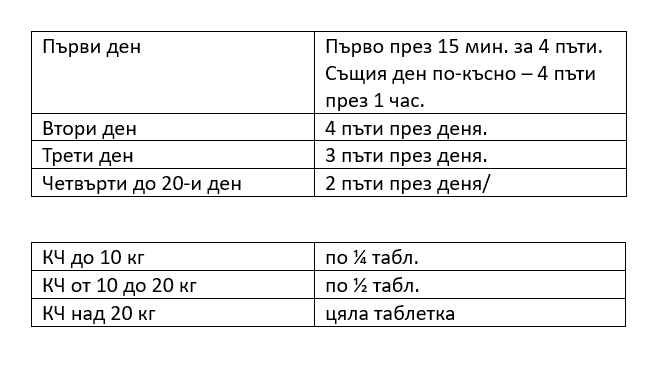 Първи ден
Първо през 15 мин. за 4 пъти.
Същия ден по-късно – 4 пъти
през 1 час.
Втори ден
4 пъти през деня.
Трети ден
3 пъти през деня.
Четвърти до 20-и ден
2 пъти през деня/
КЧ до 10 кг
по ¼ табл.
КЧ от 10 до 20 кг
по ½ табл.
КЧ над 20 кг
цяла таблетка